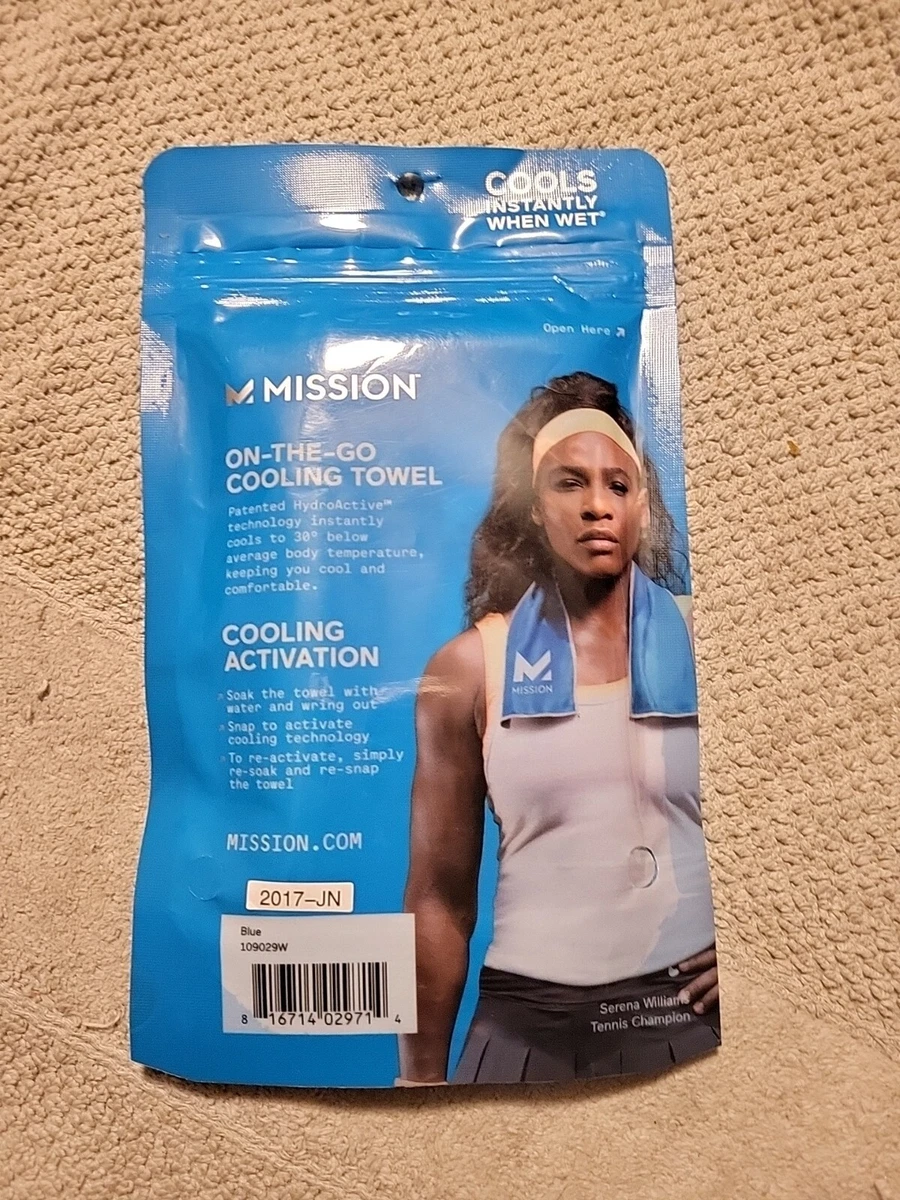 COOLS
INSTANTLY
WHEN WET®
Open Here
MISSION™
ON-THE-GO
COOLING TOWEL
Patented HydroActive™
technology instantly
cools to 30° below
average body temperature,
keeping you cool and
comfortable.
COOLING
ACTIVATION
Soak the towel with
water and wring out
Snap to activate
cooling technology
To re-activate, simply
re-soak and re-snap
the towel
MISSION.COM
2017-JN
Blue
109029W
8 16714 02971 4
MISSION
Serena Williams
Tennis Champion